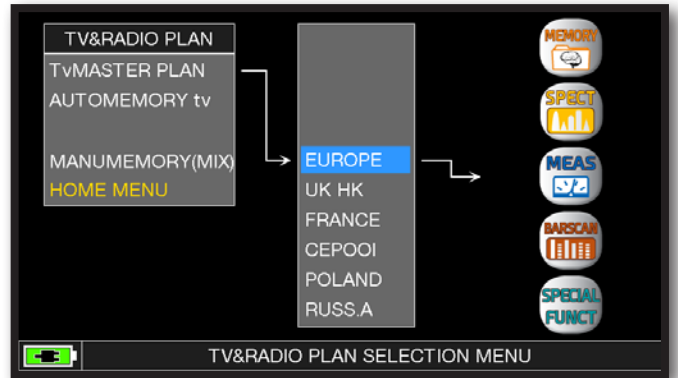 TV&RADIO PLAN
TvMASTER PLAN
AUTOMEMORY tv
MANUMEMORY(MIX)
HOME MENU
EUROPE
UK HK
FRANCE
CEPOOI
POLAND
RUSS.A
MEMORY
SPECT
MEAS
BARSCAN
SPECIAL
FUNCT
TV&RADIO PLAN SELECTION MENU